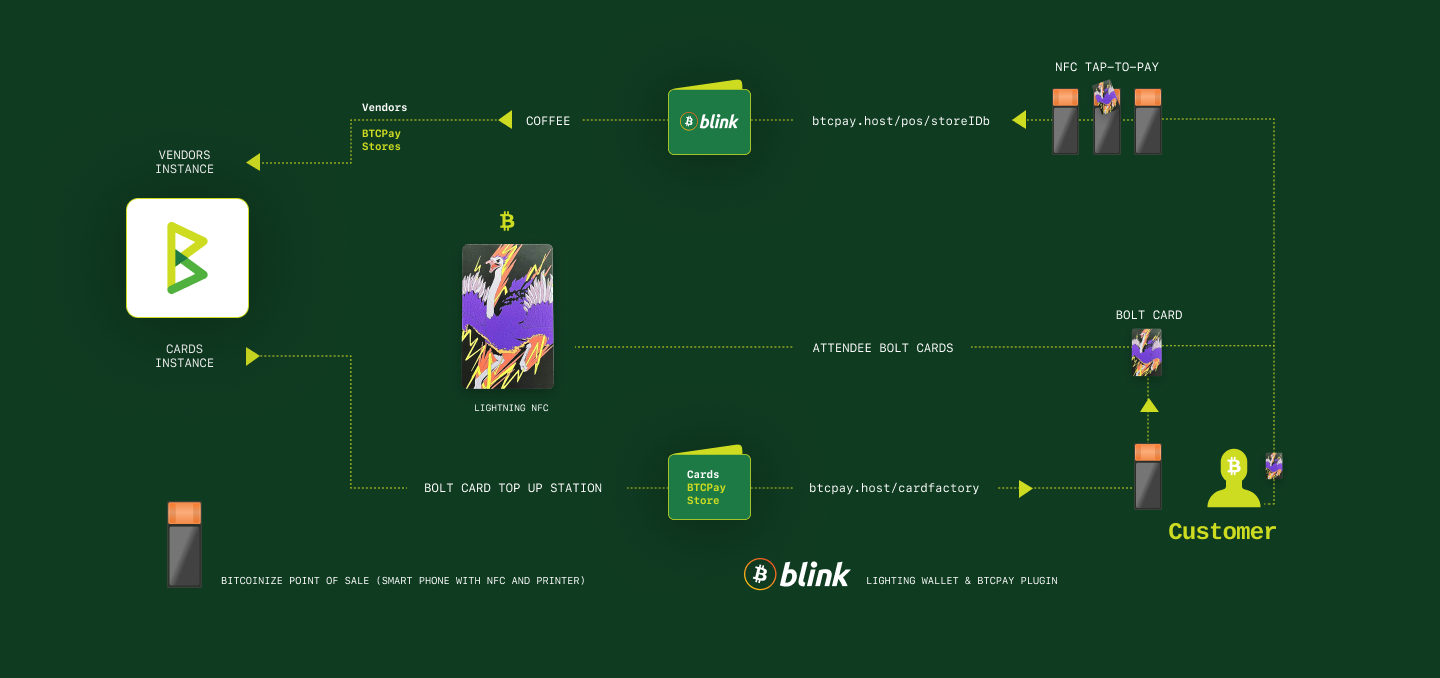 NFC TAP-TO-PAY
Vendors
BTCPay
Stores
COFFEE
blink
btcpay.host/pos/storeIDb
VENDORS
INSTANCE
BOLT CARD
CARDS
INSTANCE
ATTENDEE BOLT CARDS
LIGHTNING NFC
BOLT CARD TOP UP STATION
Cards
BTCPay
Store
btcpay.host/cardfactory
Customer
BITCOINIZE POINT OF SALE (SMART PHONE WITH NFC AND PRINTER)
blink
LIGHTING WALLET & BTCPAY PLUGIN